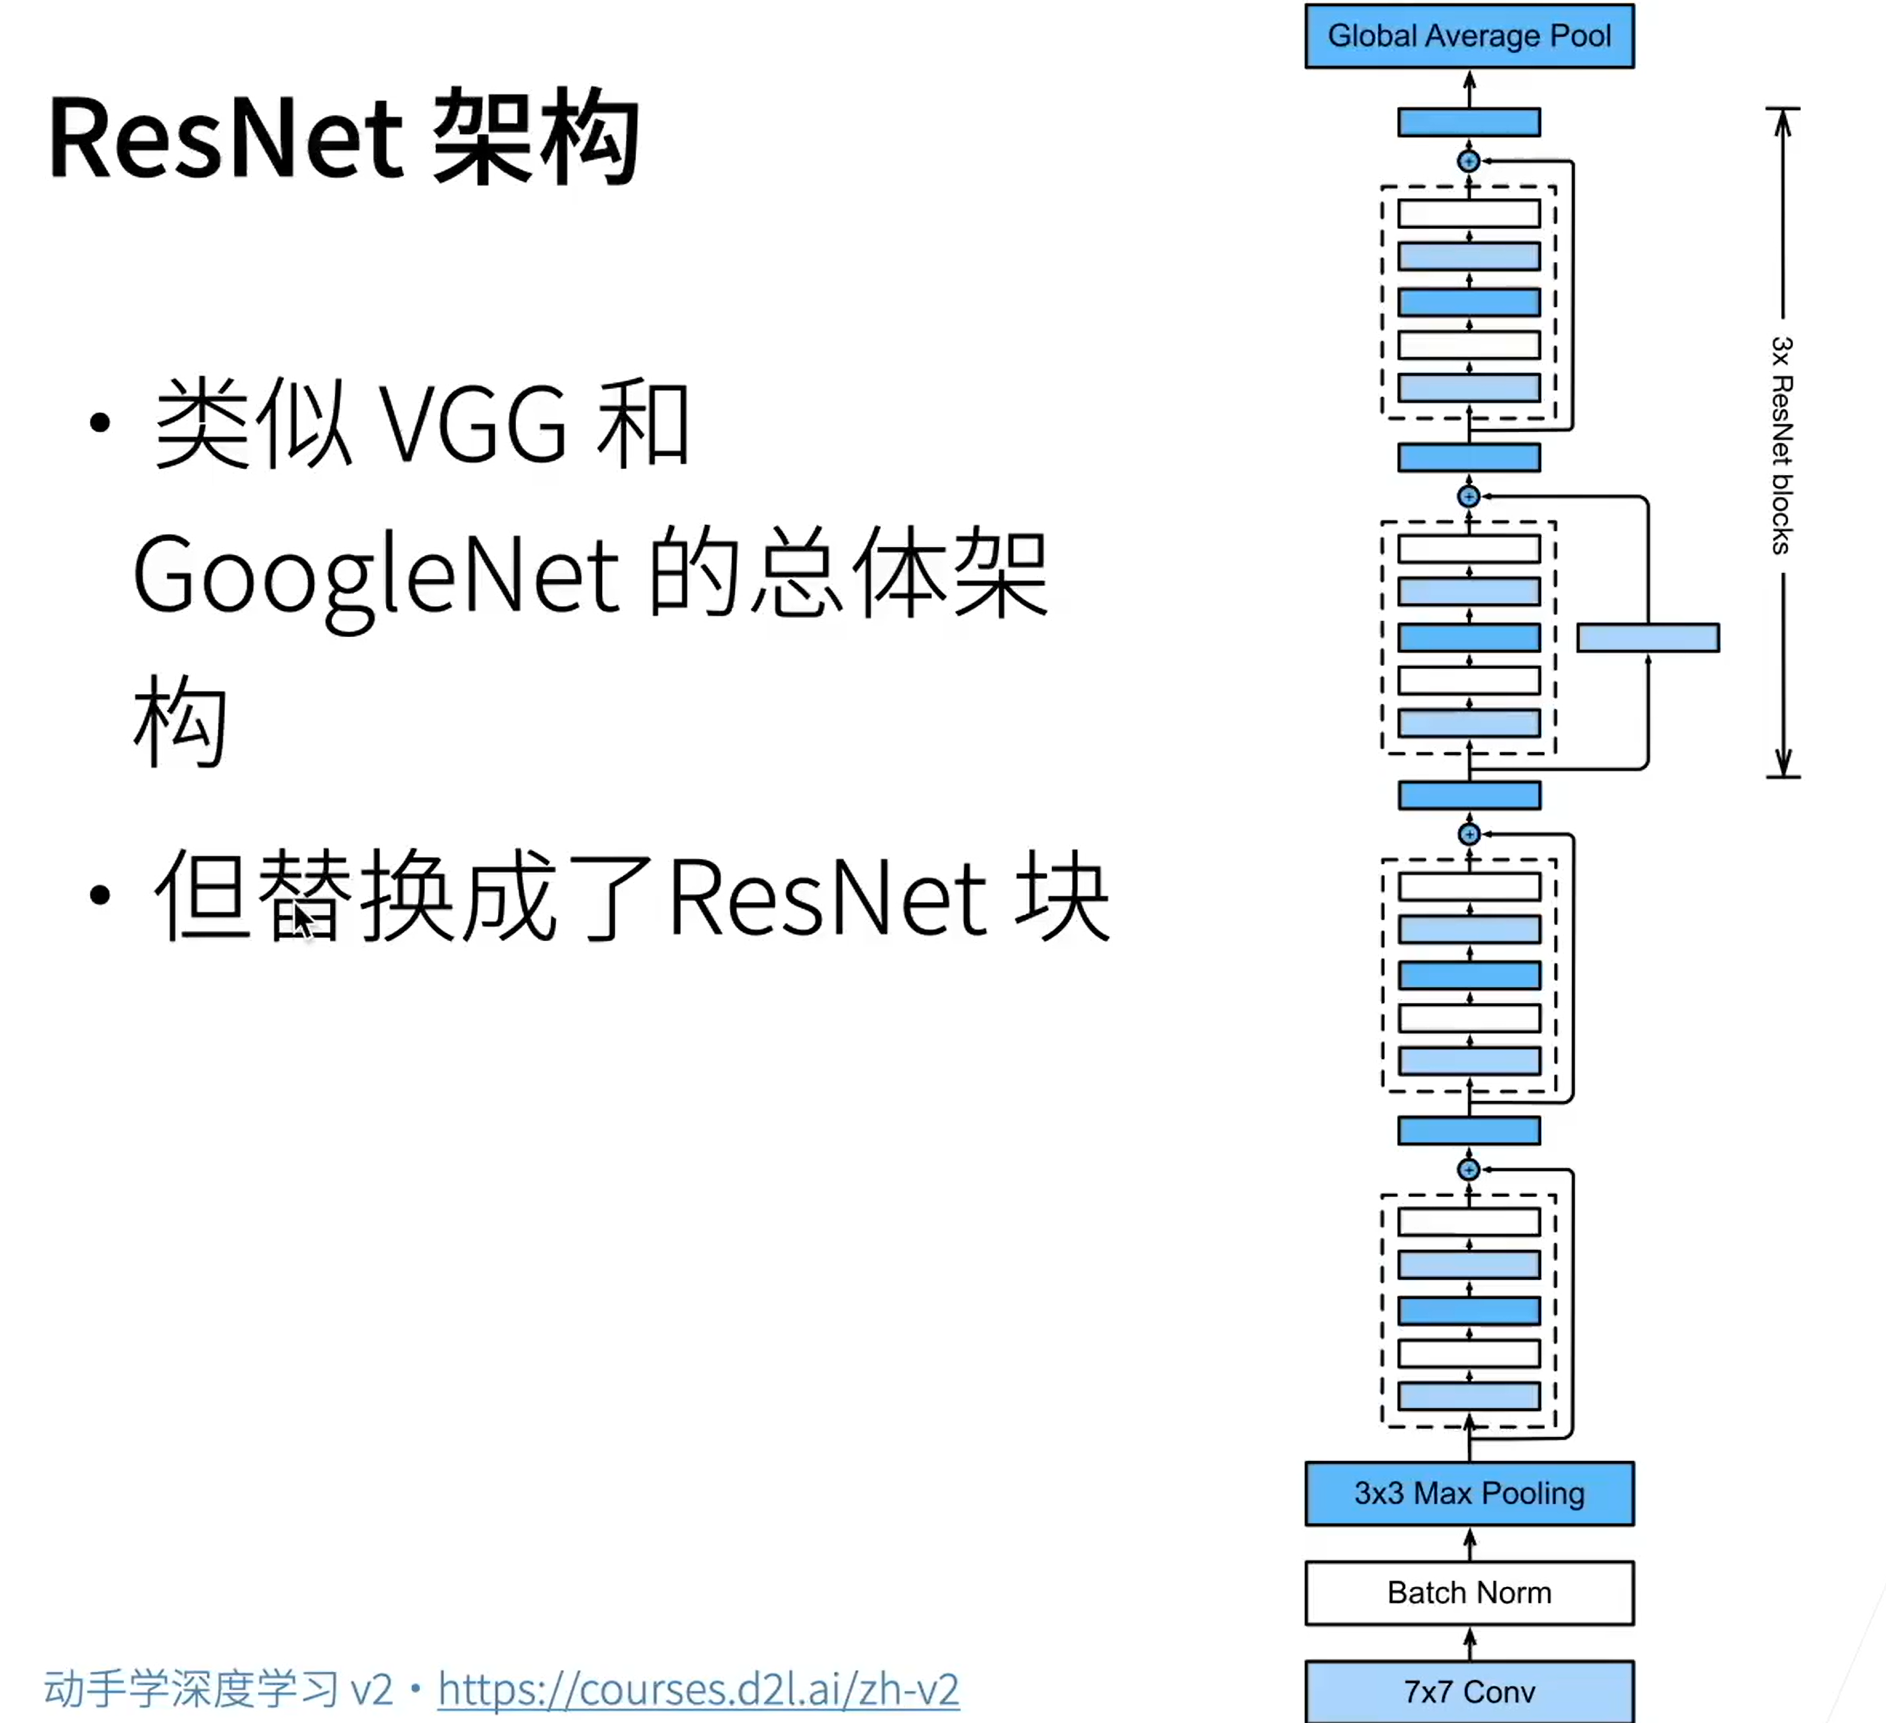 ResNet 架构
• 类似 VGG 和
GoogleNet 的总体架
构
• 但替换成了ResNet 块
动手学深度学习 v2 • https://courses.d2l.ai/zh-v2
Global Average Pool
3x ResNet blocks
3x3 Max Pooling
Batch Norm
7x7 Conv